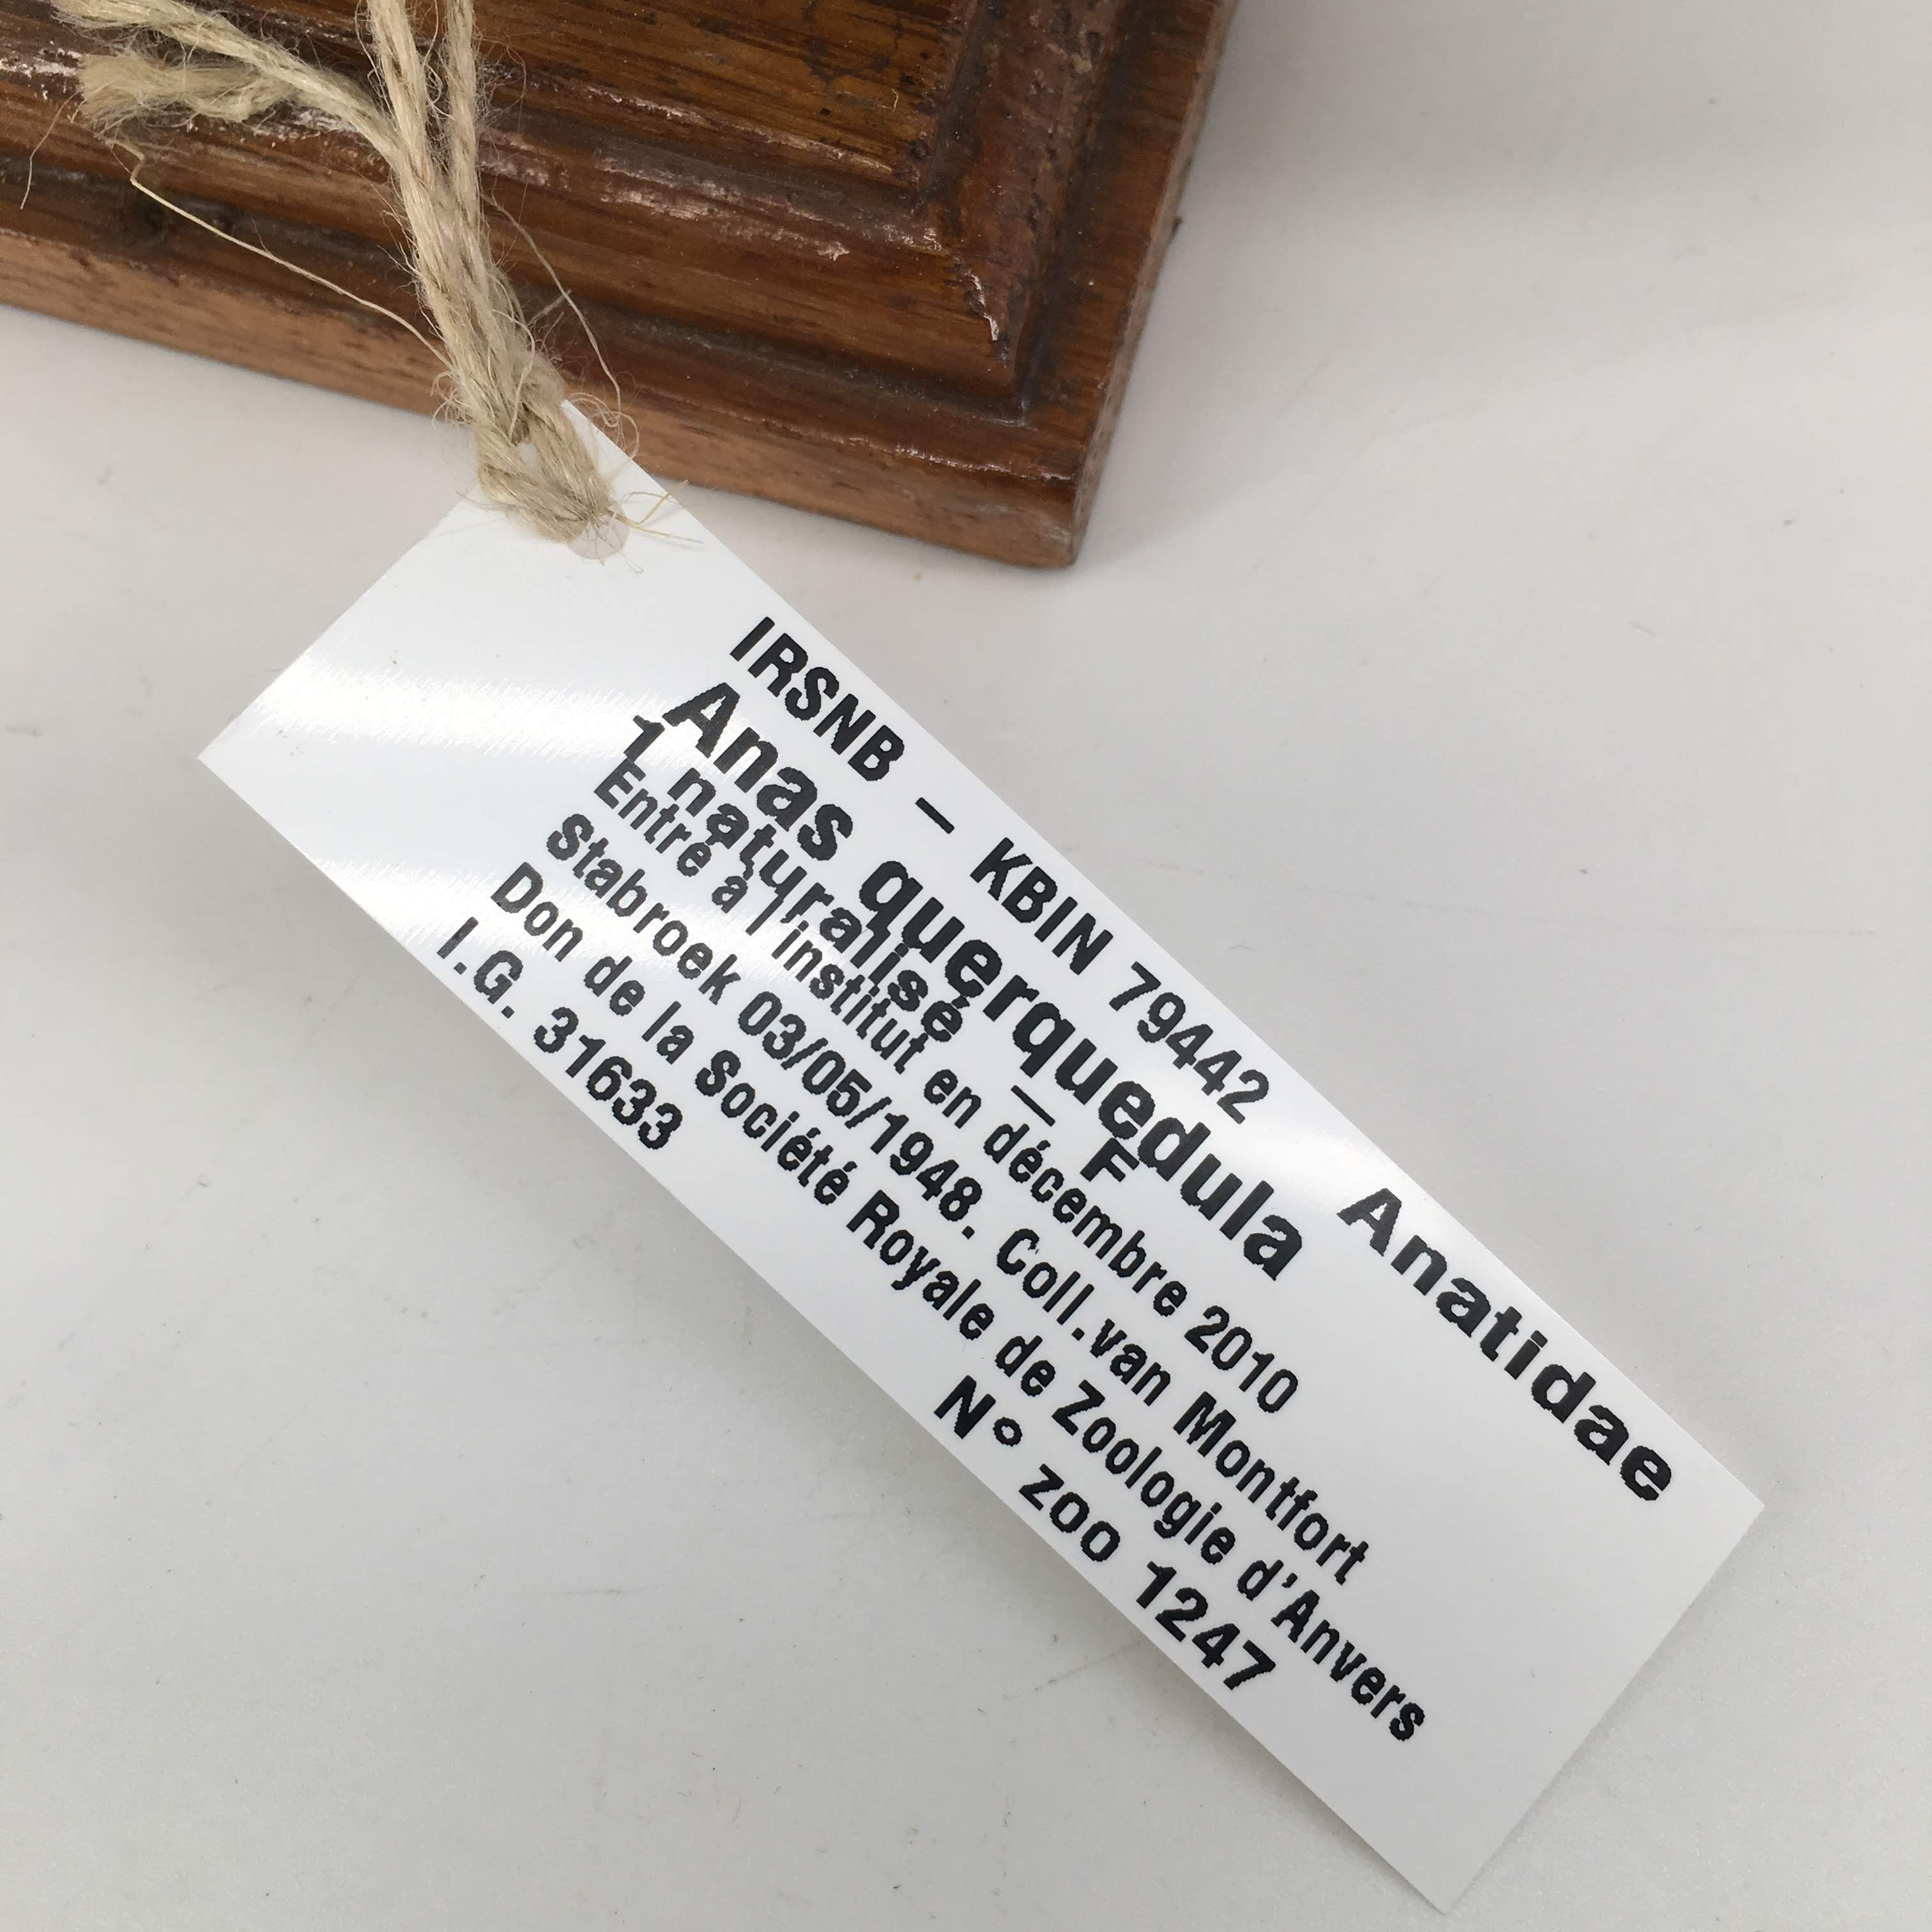 IRSNB - KBIN 79442 Anatidae
Anas querquedula
1 naturalisé - F
Entré à l'institut en décembre 2010
Stabroek 03/05/1948. Coll.van Montfort
Don de la Société Royale de Zoologie d'Anvers
I.G. 31633 N° zoo 1247